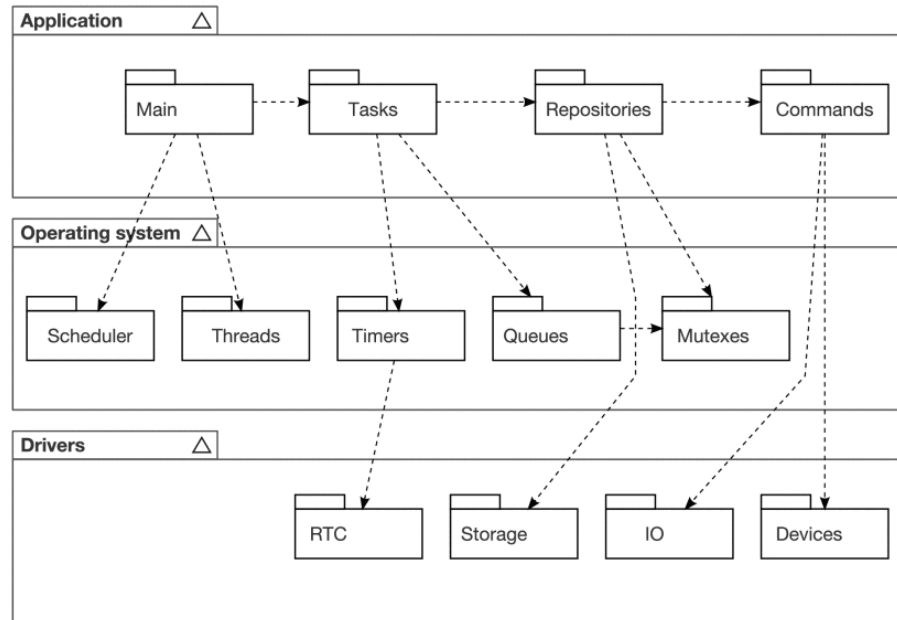 Application
Main
Tasks
Repositories
Commands
Operating system
Scheduler
Threads
Timers
Queues
Mutexes
Drivers
RTC
Storage
IO
Devices